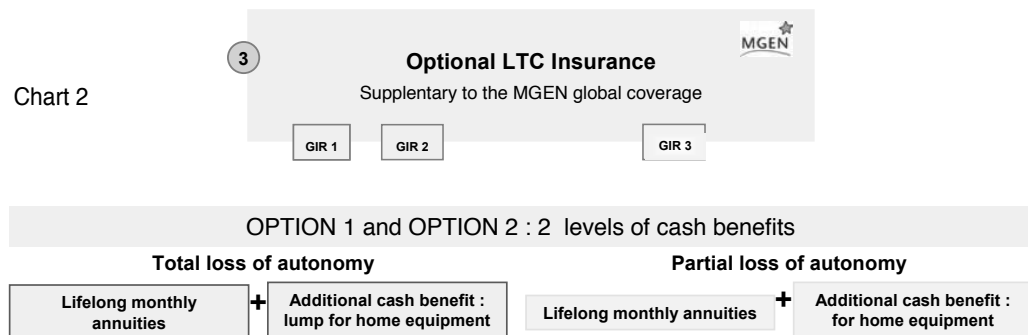 MGEN
3
Optional LTC Insurance
Chart 2
Supplentary to the MGEN global coverage
GIR 1
GIR 2
GIR 3
OPTION 1 and OPTION 2 : 2 levels of cash benefits
Total loss of autonomy
Partial loss of autonomy
Lifelong monthly
annuities
+
Additional cash benefit :
lump for home equipment
Lifelong monthly annuities
+
Additional cash benefit :
for home equipment